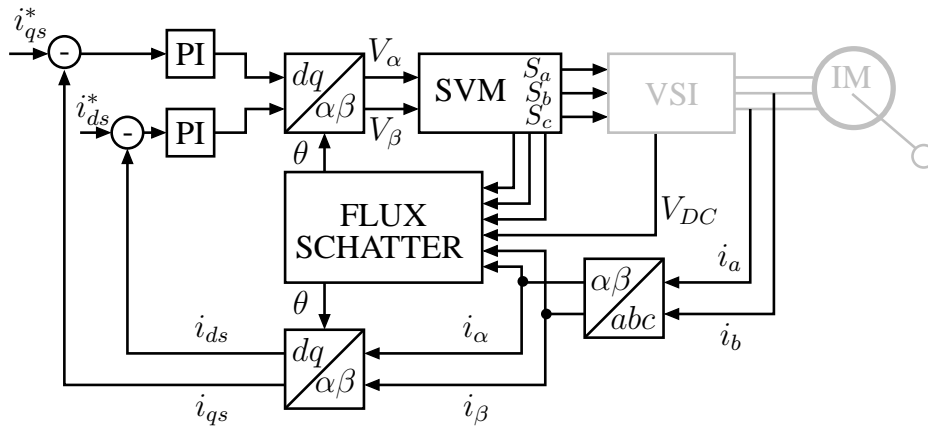 i*qs
-
PI
Vα
SVM
Sa
Sb
Sc
VSI
IM
dq
αβ
i*ds
-
PI
Vβ
θ
FLUX
SCHATTER
VDC
ia
αβ
abc
ib
θ
ids
dq
αβ
iα
iqs
iβ